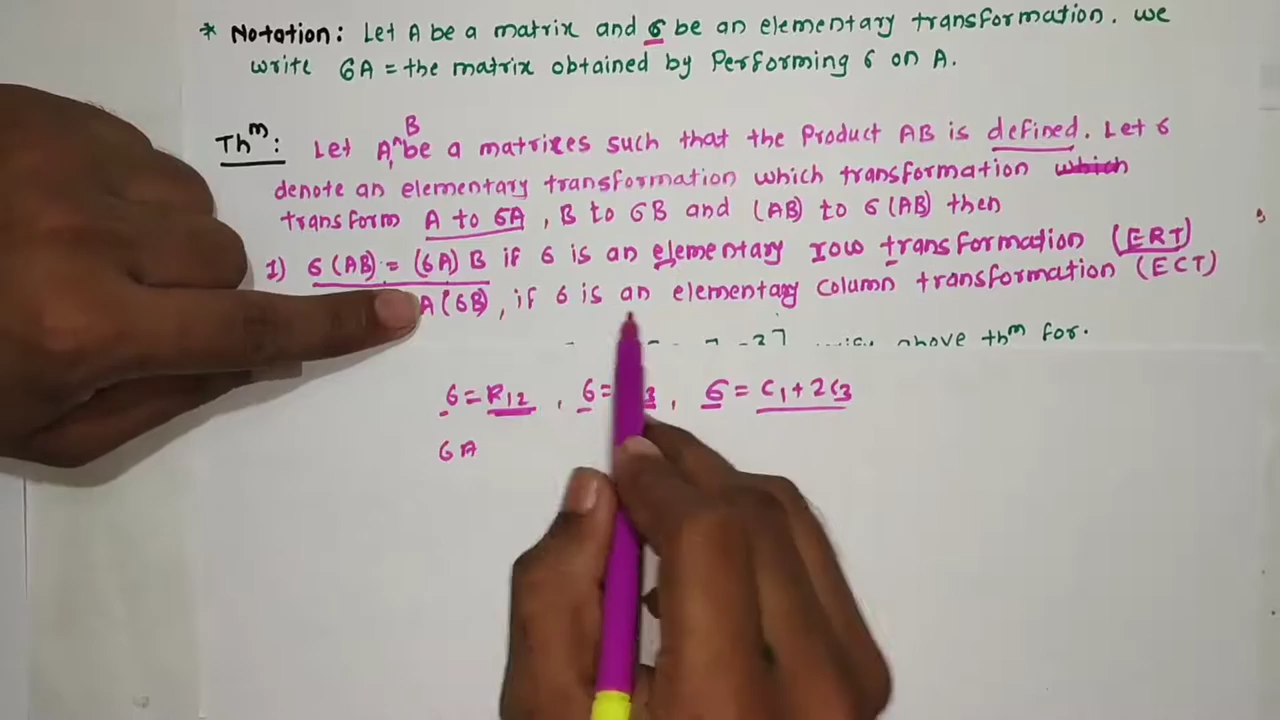 * Notation: Let A be a matrix and 6 be an elementary transformation. we
write 6A = the matrix obtained by Performing 6 on A.
Thm: Let A, ^B be a matrixes such that the Product AB is defined. Let 6
denote an elementary transformation which transformation which
transform A to 6A, B to 6B and (AB) to 6(AB) then
1) 6(AB) = (6A)B if 6 is an elementary row transformation (ERT)
A(6B), if 6 is an elementary column transformation (ECT)
above thm for.
6 = R12, 6 = 3, 6 = C1 + 2C3
6A